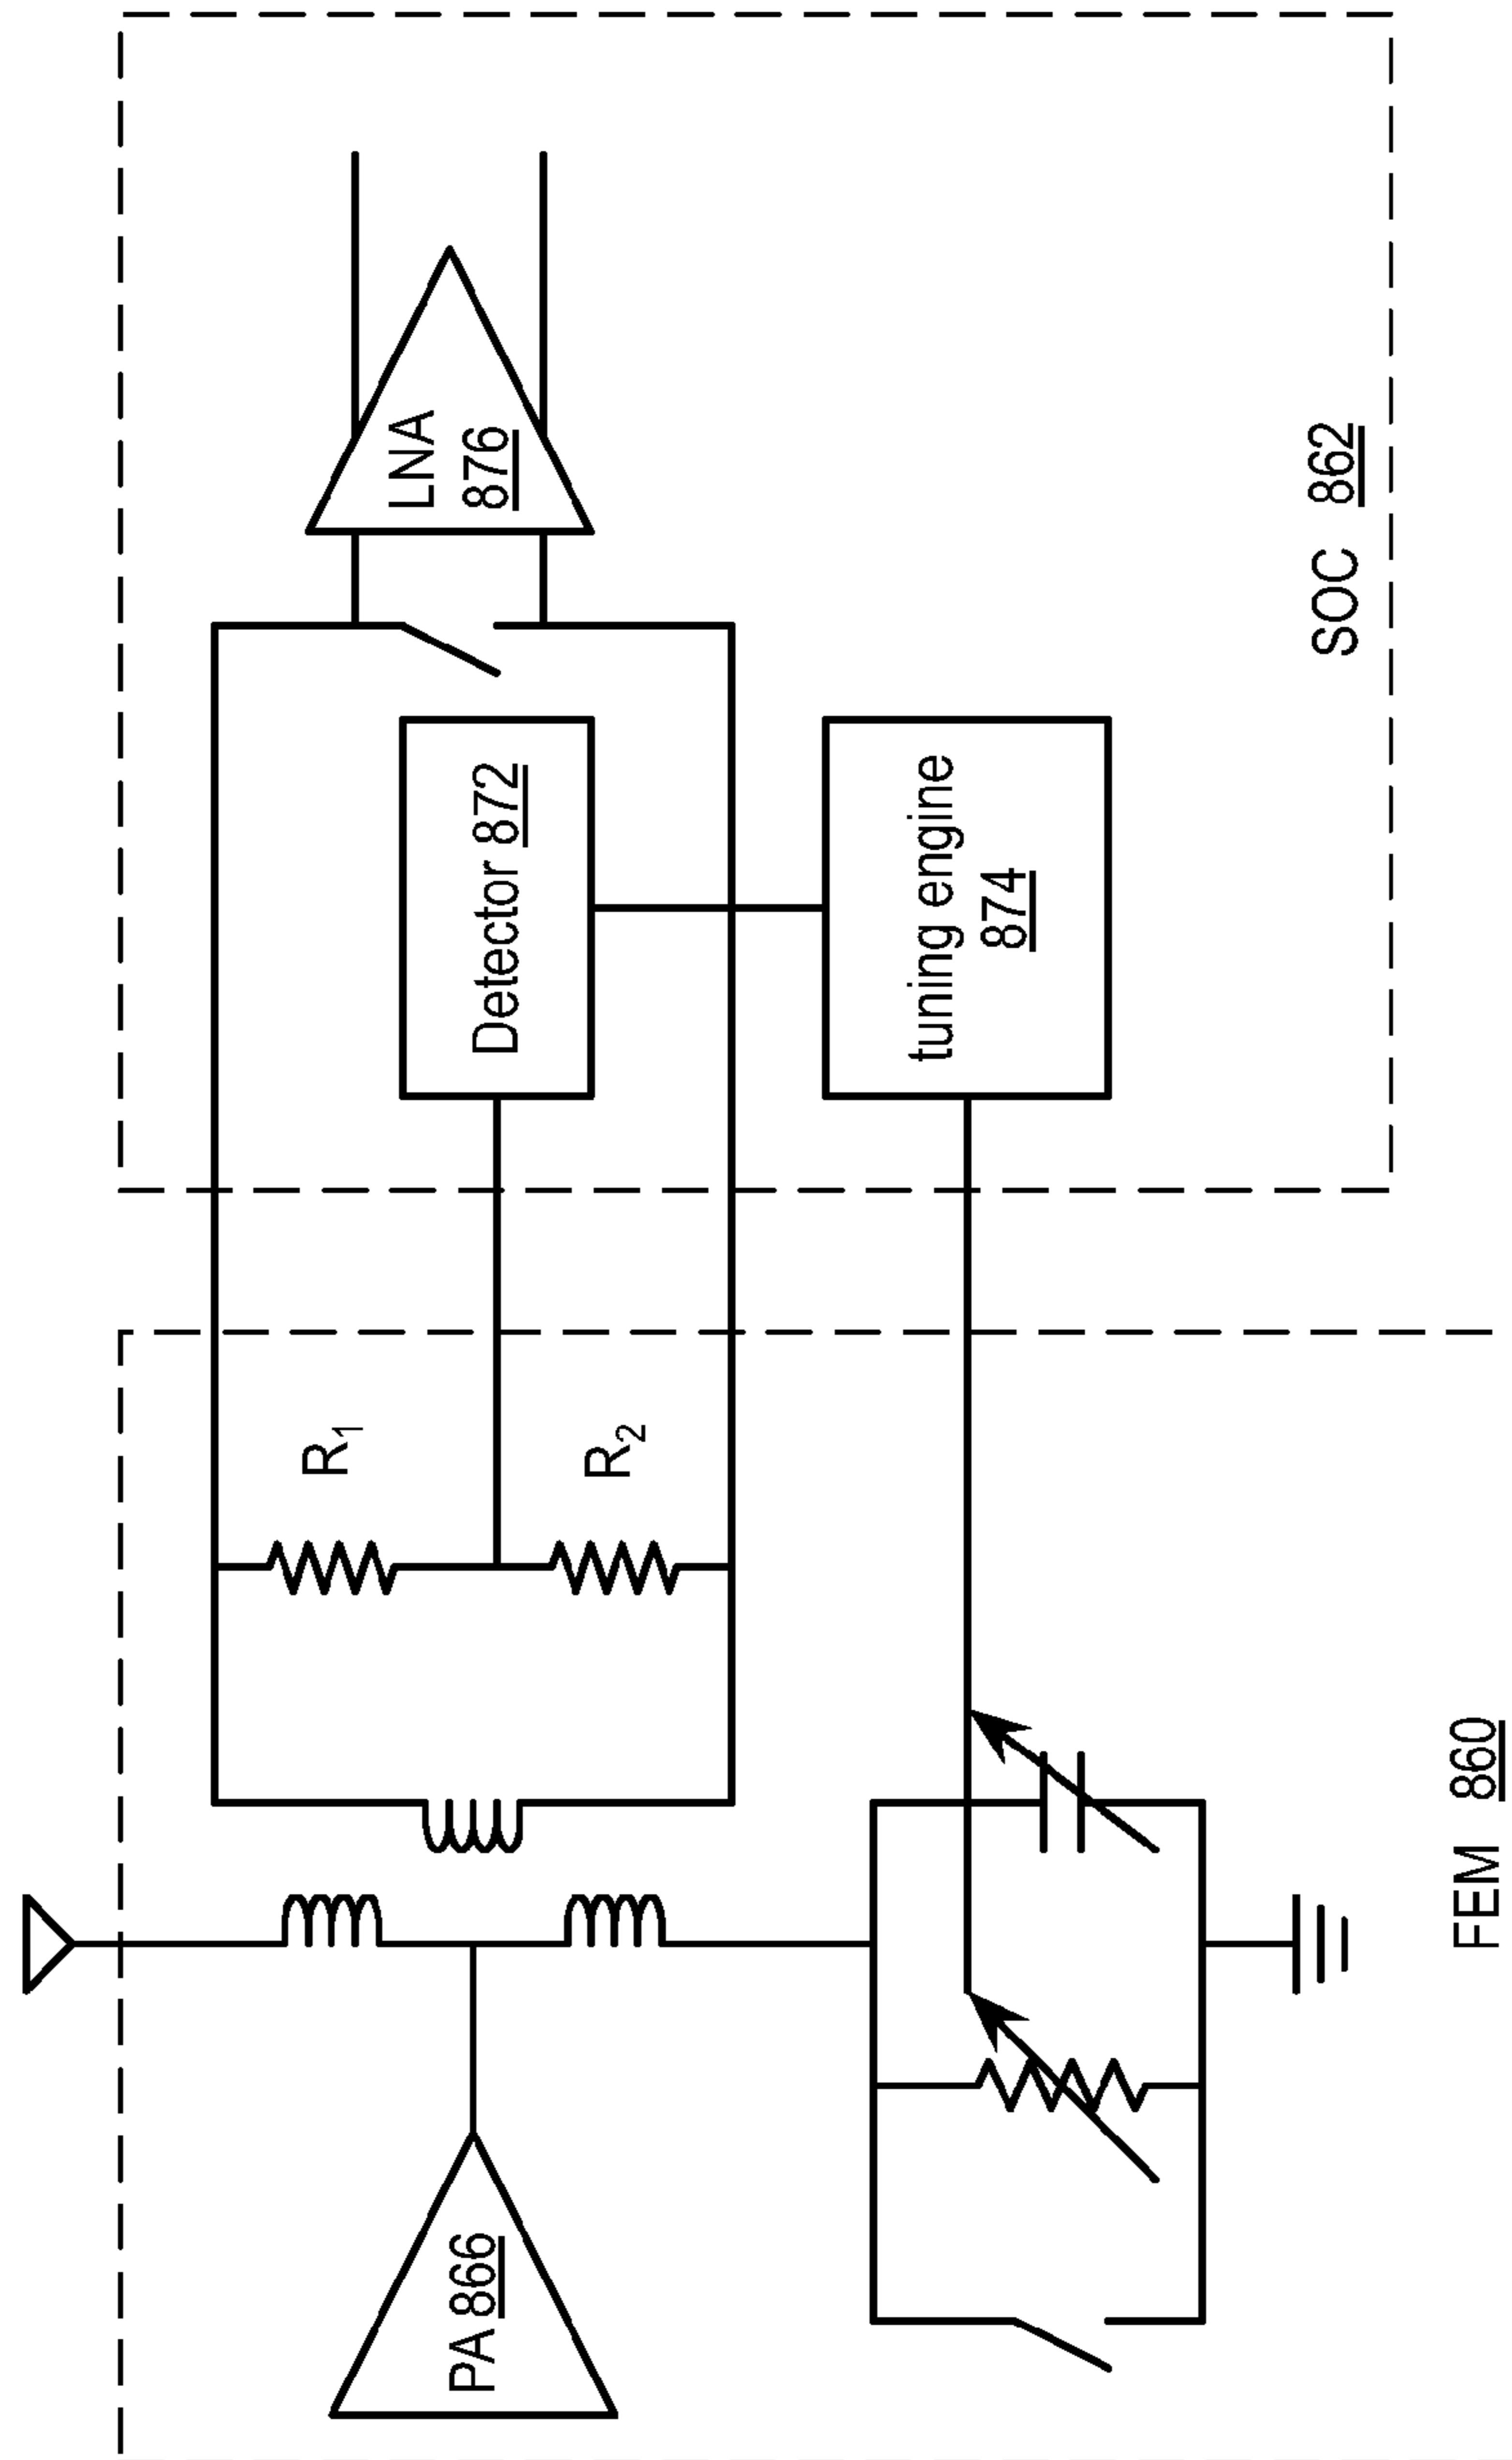 PA 866
R1
R2
Detector 872
LNA
876
tuning engine
874
FEM 860
SOC 862